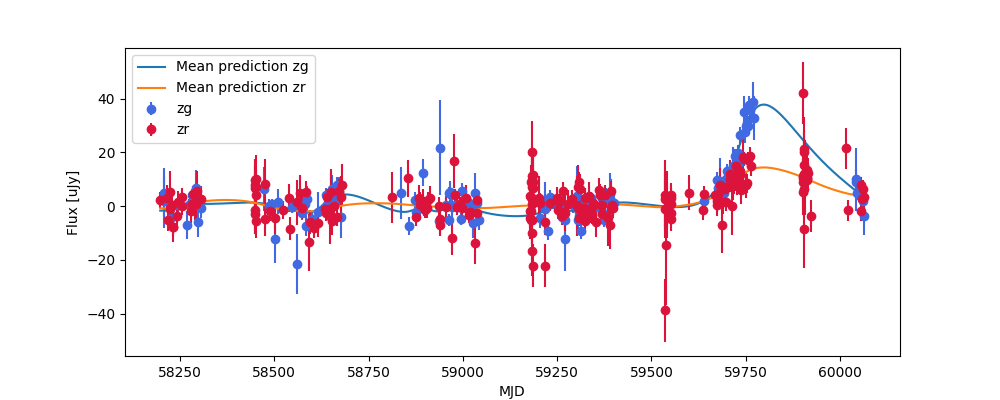 Mean prediction zg
Mean prediction zr
zg
zr
Flux [uJy]
40
20
0
−20
−40
58250
58500
58750
59000
59250
59500
59750
60000
MJD